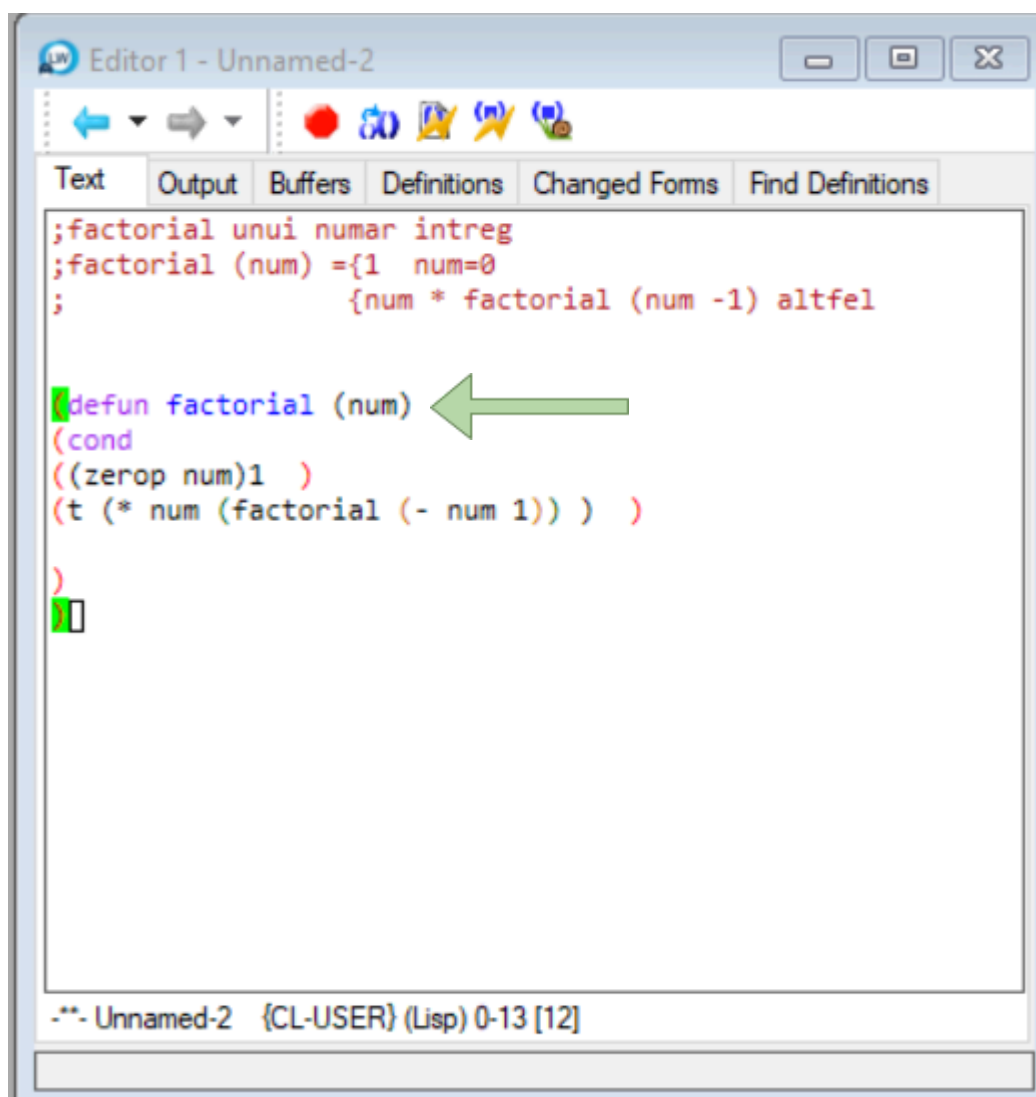 Editor 1 - Unnamed-2
Text Output Buffers Definitions Changed Forms Find Definitions
;factorial unui numar intreg
;factorial (num) ={1  num=0
;                 {num * factorial (num -1) altfel
(defun factorial (num)
(cond
((zerop num)1  )
(t (* num (factorial (- num 1)) )  )
)
)
-**- Unnamed-2 {CL-USER} (Lisp) 0-13 [12]